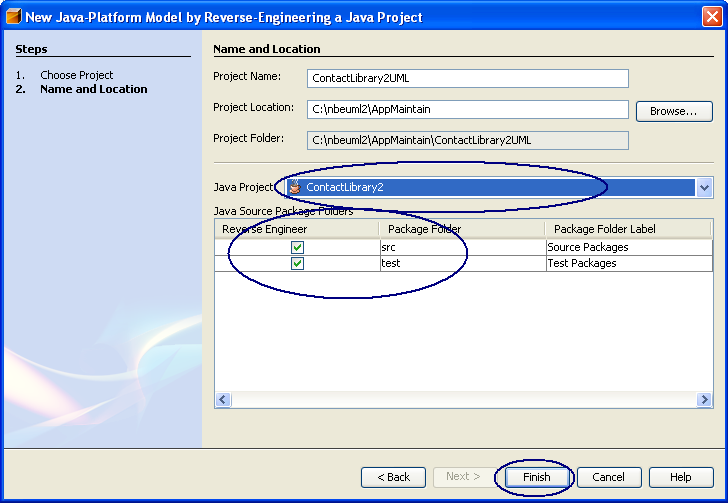 New Java-Platform Model by Reverse-Engineering a Java Project
Steps
1. Choose Project
2. Name and Location
Name and Location
Project Name: ContactLibrary2UML
Project Location: C:\nbeuml2\AppMaintain Browse...
Project Folder: C:\nbeuml2\AppMaintain\ContactLibrary2UML
Java Project ContactLibrary2
Java Source Package Folders
Reverse Engineer Package Folder Package Folder Label
src Source Packages
test Test Packages
< Back Next > Finish Cancel Help